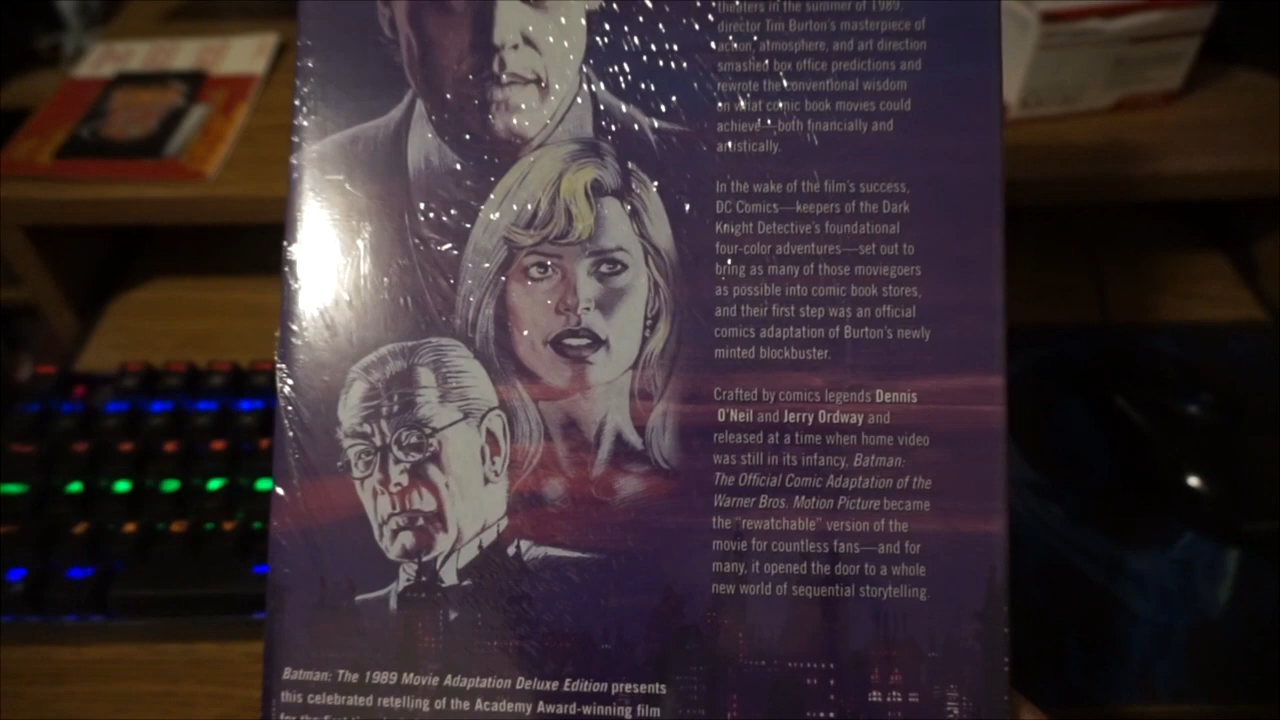 theaters in the summer of 1989,
director Tim Burton's masterpiece of
action, atmosphere, and art direction
smashed box office predictions and
rewrote the conventional wisdom
on what comic book movies could
achieve—both financially and
artistically.
In the wake of the film's success,
DC Comics—keepers of the Dark
Knight Detective's foundational
four-color adventures—set out to
bring as many of those moviegoers
as possible into comic book stores,
and their first step was an official
comics adaptation of Burton's newly
minted blockbuster.
Crafted by comics legends Dennis
O'Neil and Jerry Ordway and
released at a time when home video
was still in its infancy, Batman:
The Official Comic Adaptation of the
Warner Bros. Motion Picture became
the "rewatchable" version of the
movie for countless fans—and for
many, it opened the door to a whole
new world of sequential storytelling.
Batman: The 1989 Movie Adaptation Deluxe Edition presents
this celebrated retelling of the Academy Award-winning film
for the first time